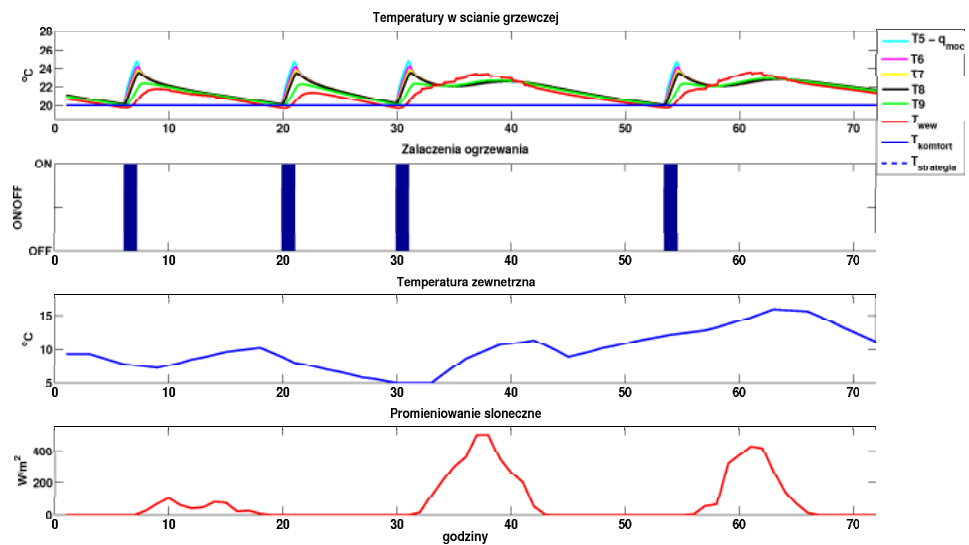 Temperatury w scianie grzewczej
28
26
24
22
20
°C
0 10 20 30 40 50 60 70
T5 – q moc
T6
T7
T8
T9
T wew
T komfort
T strategia
Zalaczenia ogrzewania
ON
OFF
ON/OFF
0 10 20 30 40 50 60 70
Temperatura zewnetrzna
15
10
5
°C
0 10 20 30 40 50 60 70
Promieniowanie sloneczne
400
200
0
W/m²
0 10 20 30 40 50 60 70
godziny